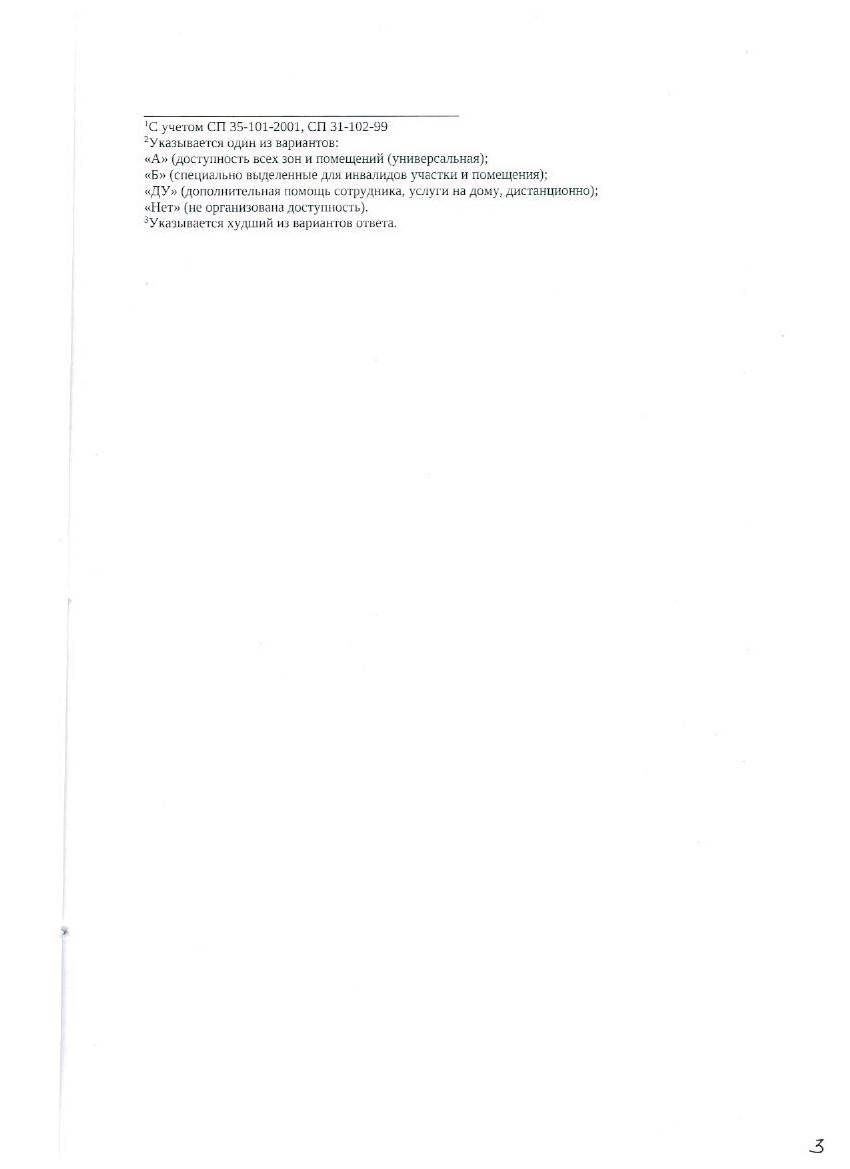 ¹С учетом СП 35-101-2001, СП 31-102-99
²Указывается один из вариантов:
«А» (доступность всех зон и помещений (универсальная);
«Б» (специально выделенные для инвалидов участки и помещения);
«ДУ» (дополнительная помощь сотрудника, услуги на дому, дистанционно);
«Нет» (не организована доступность).
³Указывается худший из вариантов ответа.
3